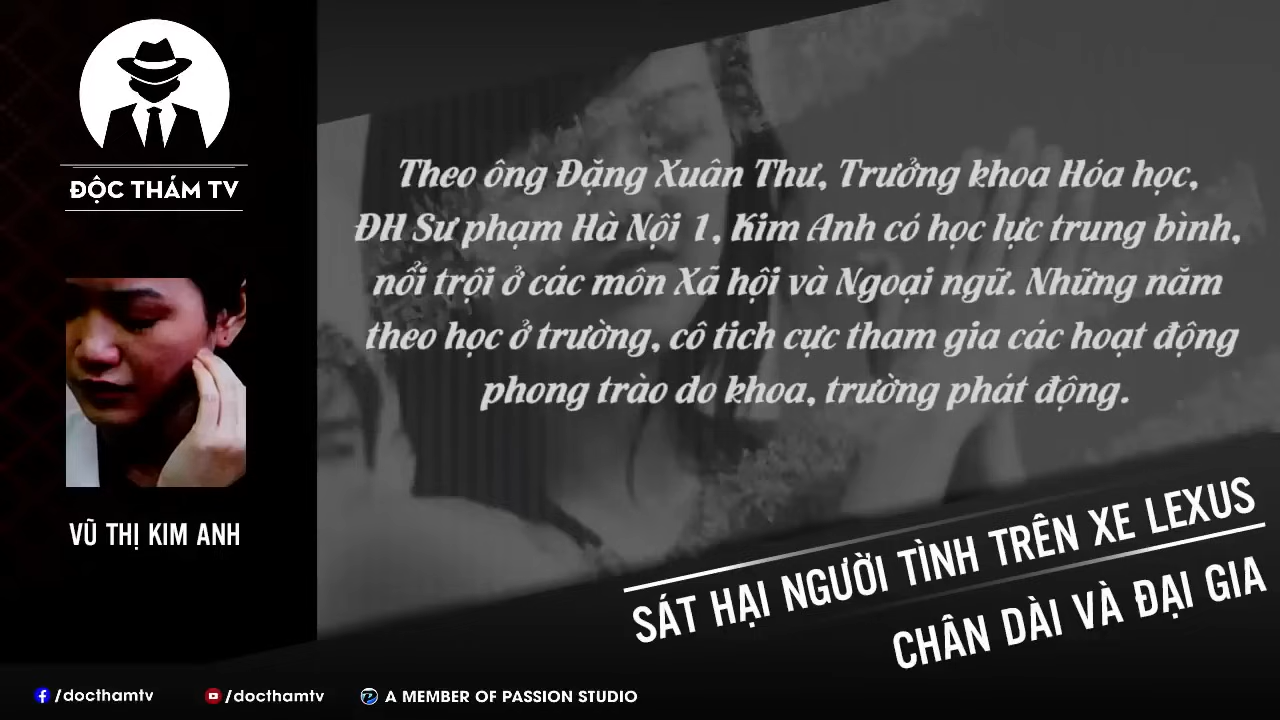 ĐỘC THÁM TV
VŨ THỊ KIM ANH
Theo ông Đặng Xuân Thư, Trưởng khoa Hóa học,
ĐH Sư phạm Hà Nội 1, Kim Anh có học lực trung bình,
nổi trội ở các môn Xã hội và Ngoại ngữ. Những năm
theo học ở trường, cô tich cực tham gia các hoạt động
phong trào do khoa, trường phát động.
SÁT HẠI NGƯỜI TÌNH TRÊN XE LEXUS
CHÂN DÀI VÀ ĐẠI GIA
/docthamtv
/docthamtv
A MEMBER OF PASSION STUDIO